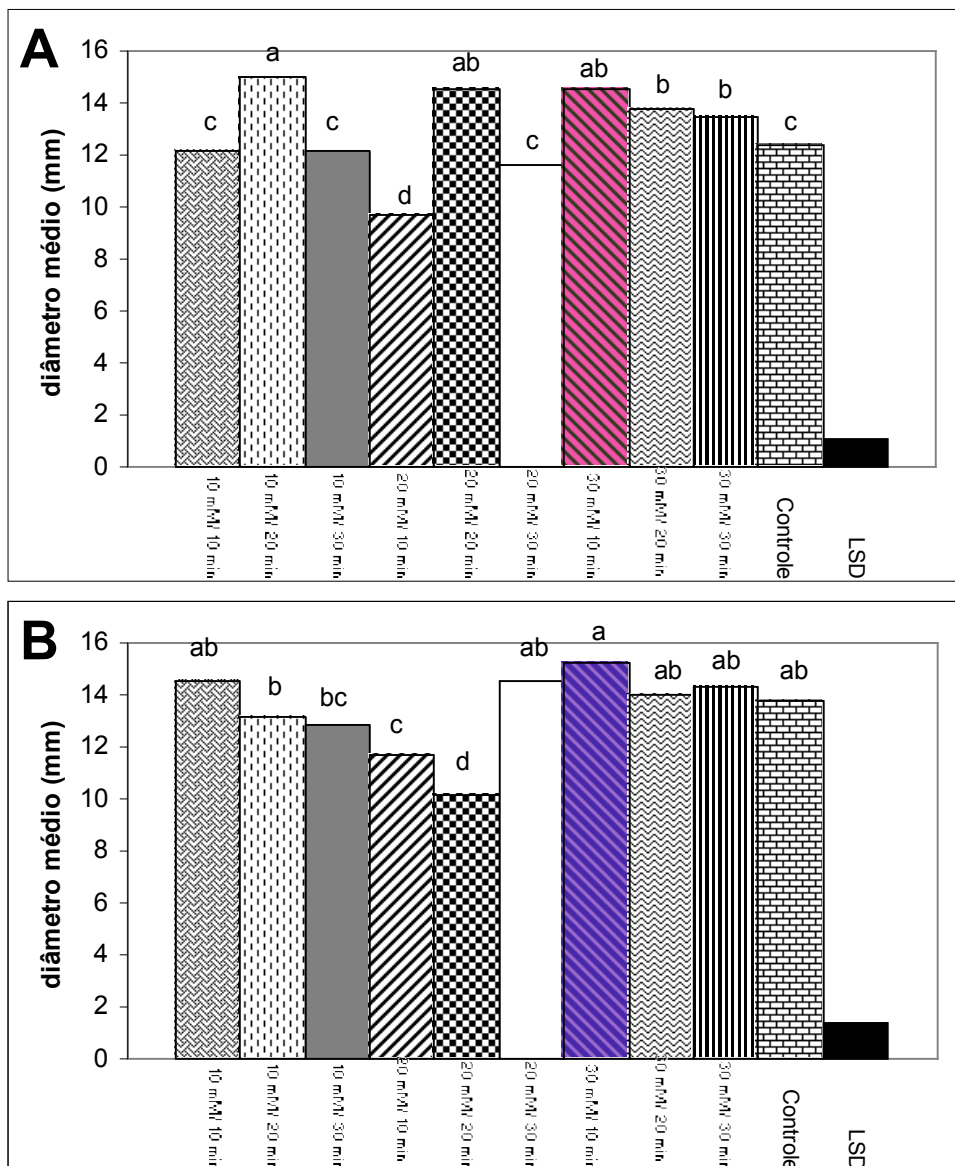 A
diâmetro médio (mm)
16
14
12
10
8
6
4
2
0
c
a
c
d
ab
c
ab
b
b
c
10 mM/ 10 min
10 mM/ 20 min
10 mM/ 30 min
20 mM/ 10 min
20 mM/ 20 min
20 mM/ 30 min
30 mM/ 10 min
30 mM/ 20 min
30 mM/ 30 min
Controle
LSD
B
diâmetro médio (mm)
16
14
12
10
8
6
4
2
0
ab
b
bc
c
d
ab
a
ab
ab
ab
10 mM/ 10 min
10 mM/ 20 min
10 mM/ 30 min
20 mM/ 10 min
20 mM/ 20 min
20 mM/ 30 min
30 mM/ 10 min
30 mM/ 20 min
30 mM/ 30 min
Controle
LSD